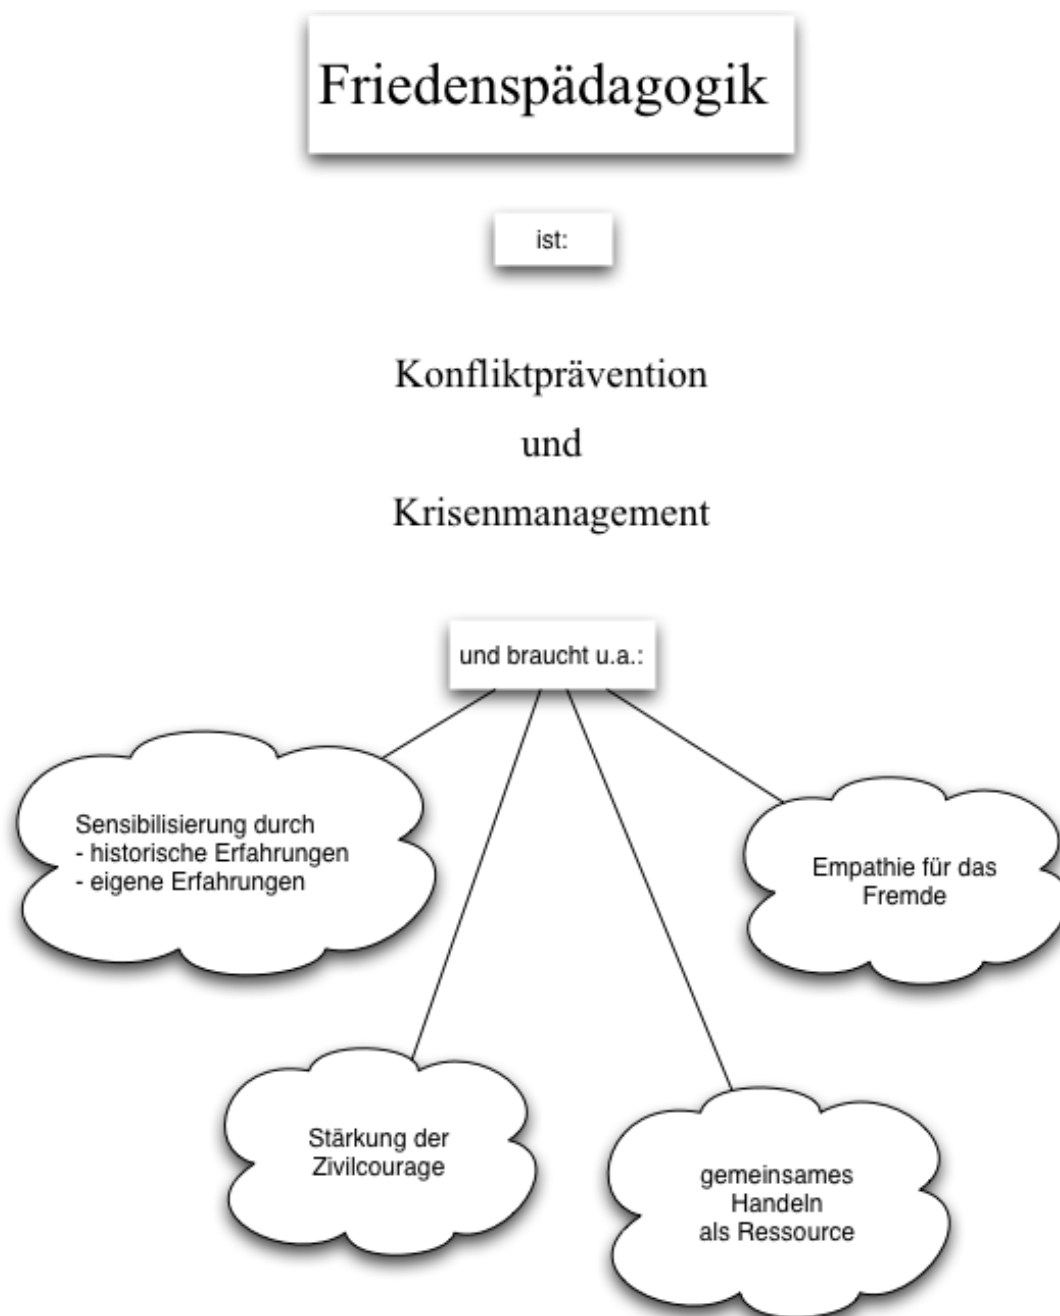 Friedenspädagogik
ist:
Konfliktprävention
und
Krisenmanagement
und braucht u.a.:
Sensibilisierung durch
- historische Erfahrungen
- eigene Erfahrungen
Empathie für das
Fremde
Stärkung der
Zivilcourage
gemeinsames
Handeln
als Ressource